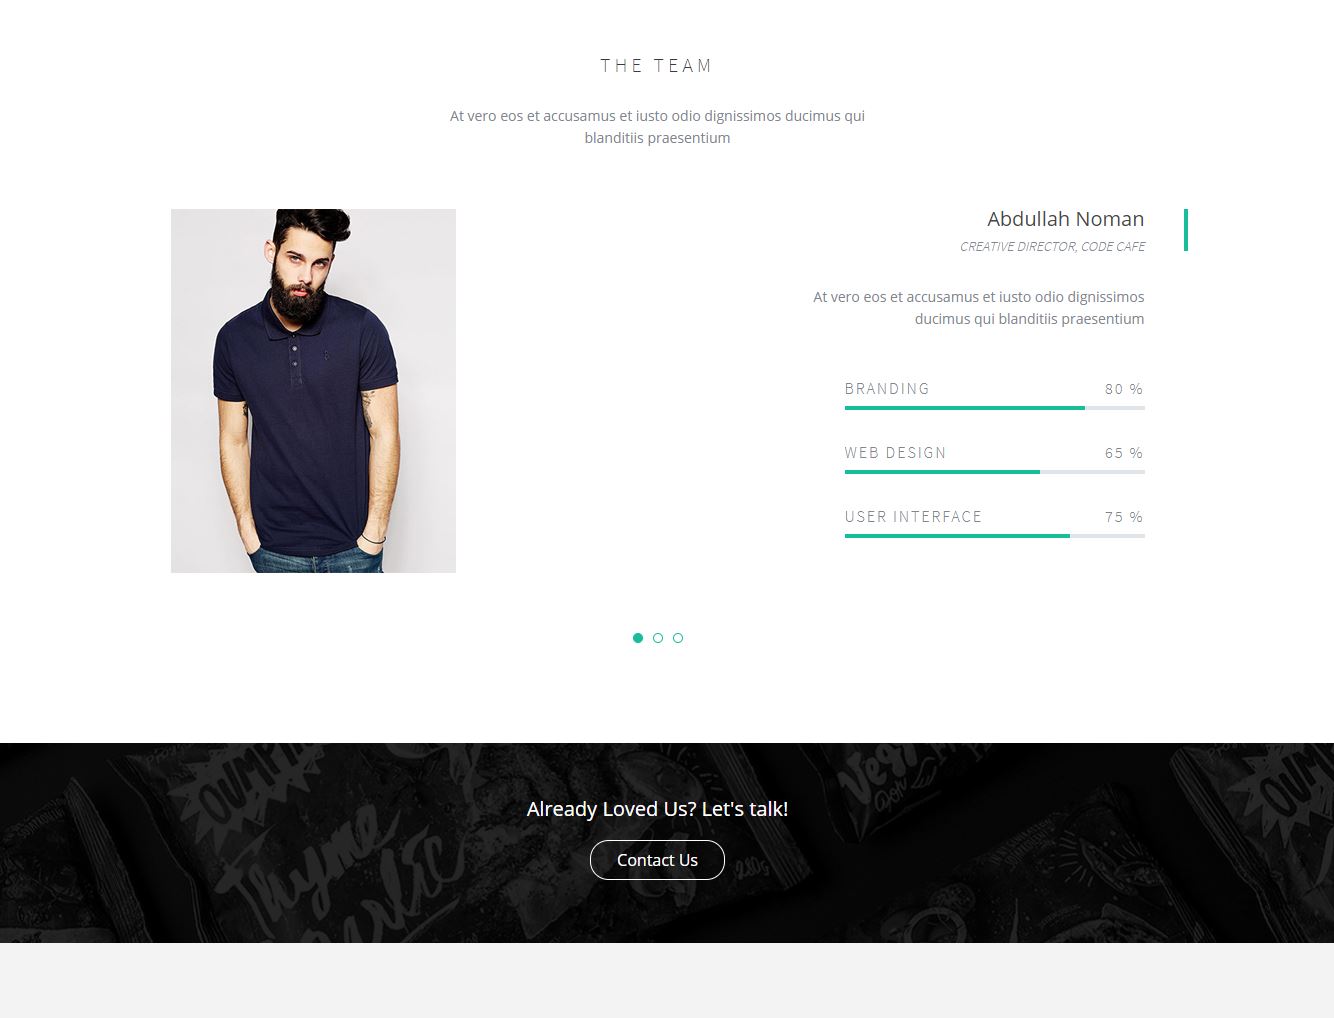 THE TEAM
At vero eos et accusamus et iusto odio dignissimos ducimus qui
blanditiis praesentium
Abdullah Noman
CREATIVE DIRECTOR, CODE CAFE
At vero eos et accusamus et iusto odio dignissimos
ducimus qui blanditiis praesentium
BRANDING 80 %
WEB DESIGN 65 %
USER INTERFACE 75 %
Already Loved Us? Let's talk!
Contact Us
Thyme
280g